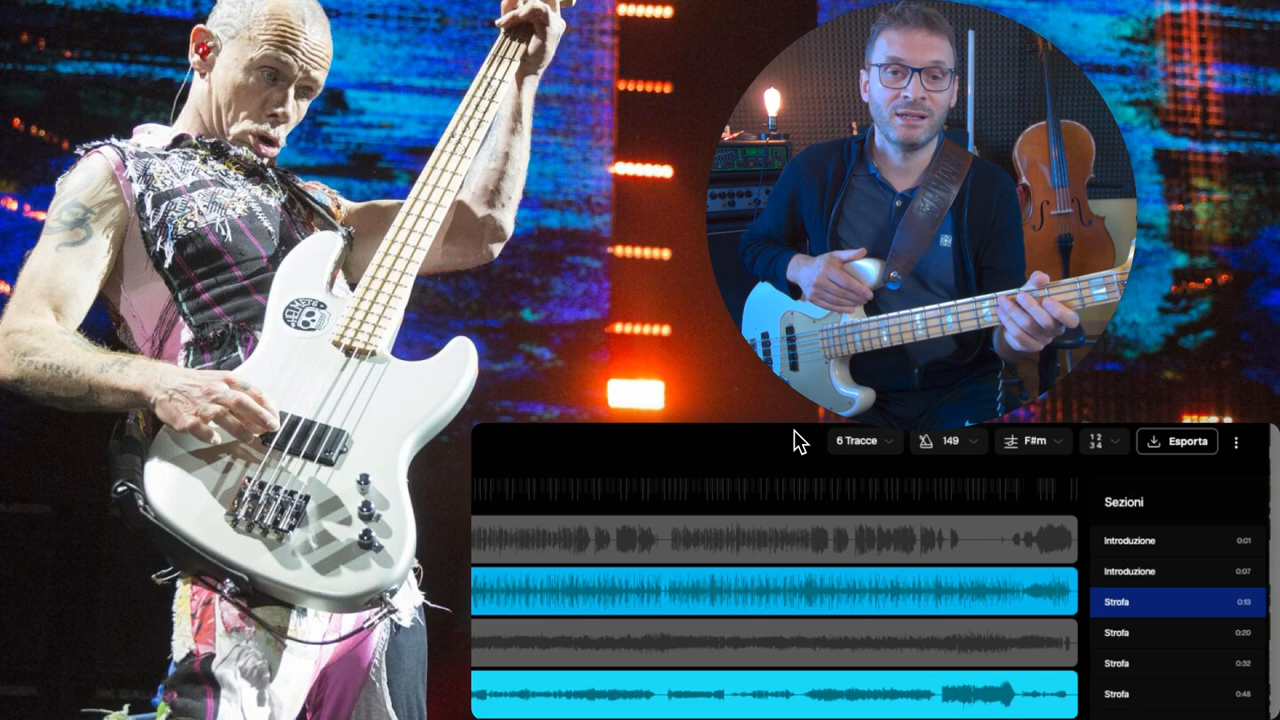 6 Tracce
149
F#m
1 2
3 4
Esporta
Sezioni
Introduzione 0:01
Introduzione 0:07
Strofa 0:13
Strofa 0:20
Strofa 0:32
Strofa 0:48